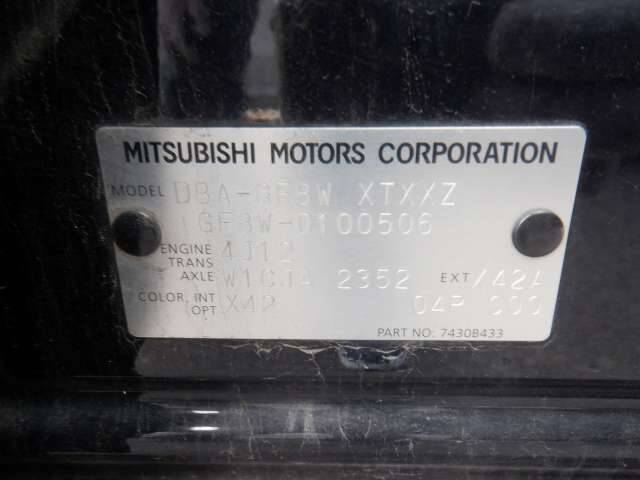 MITSUBISHI MOTORS CORPORATION
MODEL DBA-GF8W XTXXZ
GF8W-0100506
ENGINE 4J12
TRANS
AXLE W1CJA 2352 EXT /42A
COLOR, INT X42 04P 000
OPT
PART NO: 7430B433